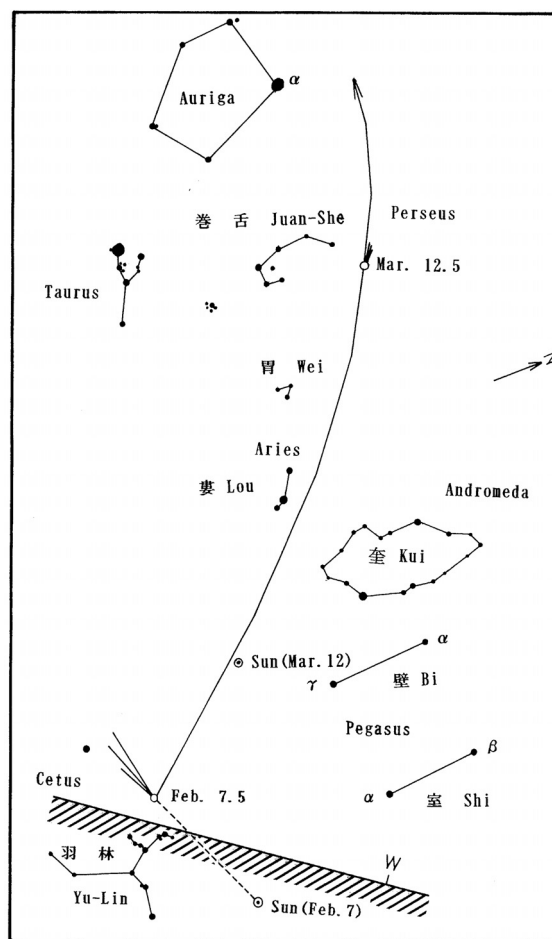 α
Auriga
巻 舌 Juan-She
Perseus
Mar. 12.5
Taurus
胃 Wei
Aries
婁 Lou
Andromeda
奎 Kui
Sun(Mar.12)
α
γ
壁 Bi
Pegasus
β
Cetus
Feb. 7.5
α
室 Shi
羽 林
W
Yu-Lin
Sun(Feb.7)